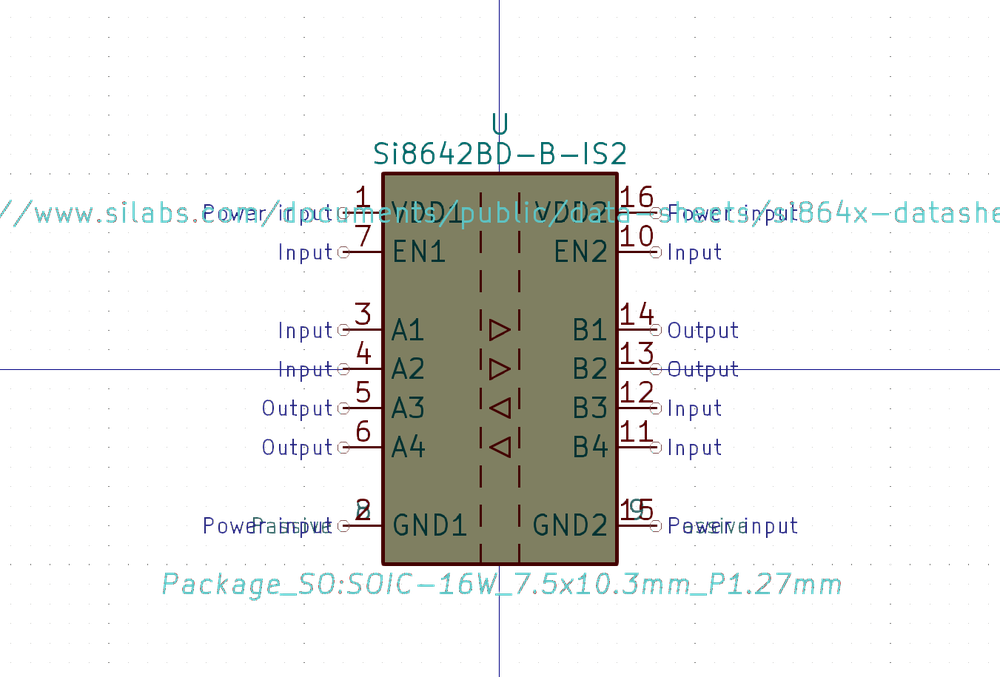 U
Si8642BD-B-IS2
//www.silabs.com/documents/public/data-sheets/si864x-datashe
Power input 1 VDD1 VDD2 16 Power input
Input 7 EN1 EN2 10 Input
Input 3 A1 B1 14 Output
Input 4 A2 B2 13 Output
Output 5 A3 B3 12 Input
Output 6 A4 B4 11 Input
Power input Passive 2 8 GND1 GND2 15 9 Power input
Package_SO:SOIC-16W_7.5x10.3mm_P1.27mm